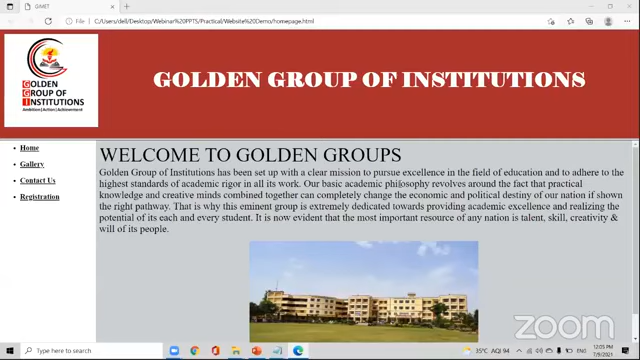 GIMET
File
C:/Users/dell/Desktop/Webinar%20PPTS/Practical/Website%20Demo/homepage.html
GOLDEN
GROUP OF
INSTITUTIONS
Ambition|Action|Achievement
GOLDEN GROUP OF INSTITUTIONS
Home
Gallery
Contact Us
Registration
WELCOME TO GOLDEN GROUPS
Golden Group of Institutions has been set up with a clear mission to pursue excellence in the field of education and to adhere to the
highest standards of academic rigor in all its work. Our basic academic philosophy revolves around the fact that practical
knowledge and creative minds combined together can completely change the economic and political destiny of our nation if shown
the right pathway. That is why this eminent group is extremely dedicated towards providing academic excellence and realizing the
potential of its each and every student. It is now evident that the most important resource of any nation is talent, skill, creativity &
will of its people.
zoom
Type here to search
35°C AQI 94
ENG
12:05 PM
7/9/2021